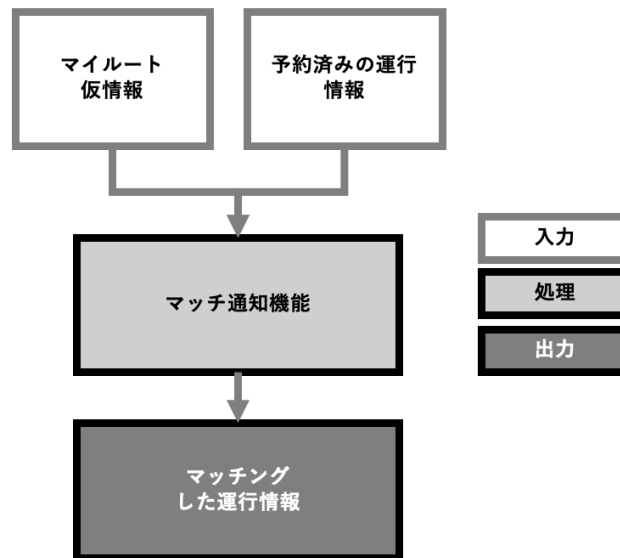 マイルート
仮情報
予約済みの運行
情報
マッチ通知機能
マッチング
した運行情報
入力
処理
出力